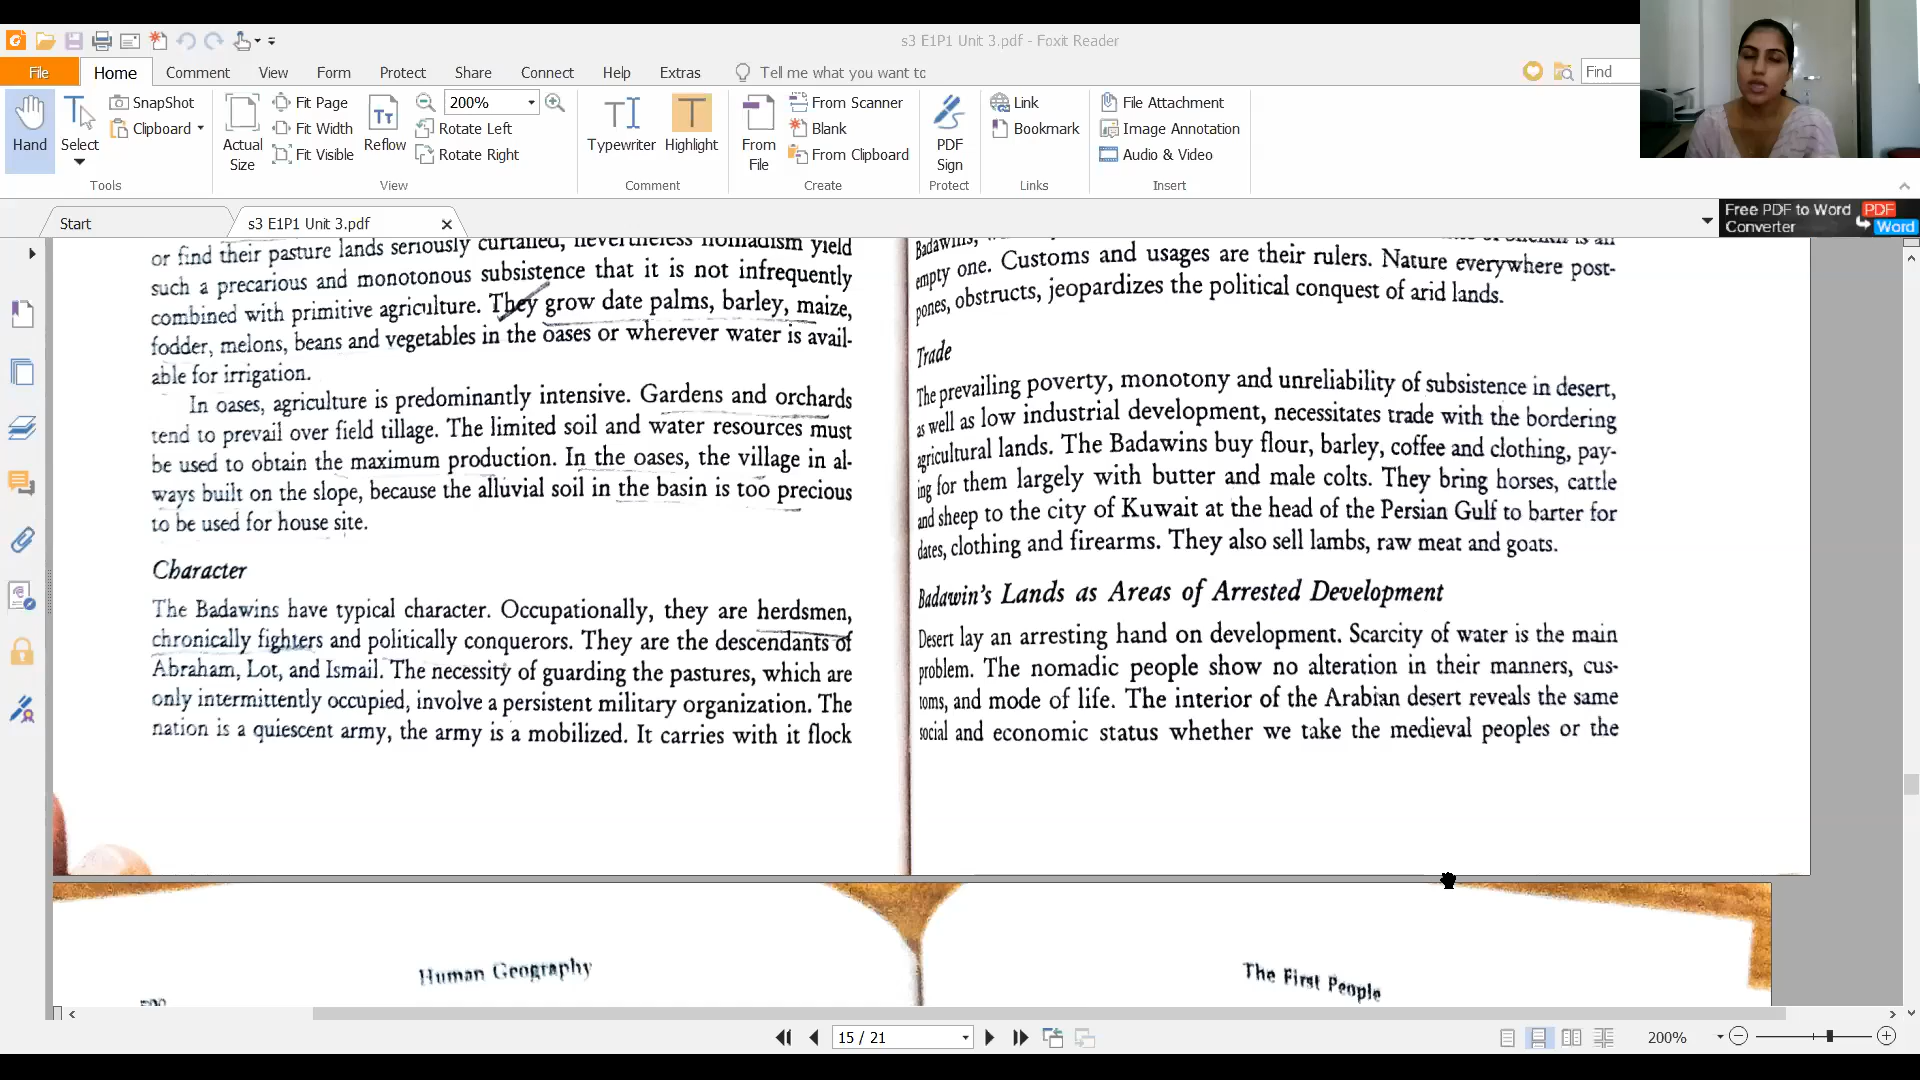 s3 E1P1 Unit 3.pdf - Foxit Reader
File Home Comment View Form Protect Share Connect Help Extras Tell me what you want to Find
Hand
Select
SnapShot
Clipboard
Tools
Actual Size
Fit Page
Fit Width
Fit Visible
Reflow
200%
Rotate Left
Rotate Right
View
Typewriter
Highlight
Comment
From File
From Scanner
Blank
From Clipboard
Create
PDF Sign
Protect
Link
Bookmark
Links
File Attachment
Image Annotation
Audio & Video
Insert
Start
s3 E1P1 Unit 3.pdf
Free PDF to Word
Converter
PDF
Word
or find their pasture lands seriously curtailed, nevertheless nomadism yield
such a precarious and monotonous subsistence that it is not infrequently
combined with primitive agriculture. They grow date palms, barley, maize,
fodder, melons, beans and vegetables in the oases or wherever water is avail-
able for irrigation.
In oases, agriculture is predominantly intensive. Gardens and orchards
tend to prevail over field tillage. The limited soil and water resources must
be used to obtain the maximum production. In the oases, the village in al-
ways built on the slope, because the alluvial soil in the basin is too precious
to be used for house site.
Character
The Badawins have typical character. Occupationally, they are herdsmen,
chronically fighters and politically conquerors. They are the descendants of
Abraham, Lot, and Ismail. The necessity of guarding the pastures, which are
only intermittently occupied, involve a persistent military organization. The
nation is a quiescent army, the army is a mobilized. It carries with it flock
Badawins,
of Sheikh is an
empty one. Customs and usages are their rulers. Nature everywhere post-
pones, obstructs, jeopardizes the political conquest of arid lands.
Trade
The prevailing poverty, monotony and unreliability of subsistence in desert,
as well as low industrial development, necessitates trade with the bordering
agricultural lands. The Badawins buy flour, barley, coffee and clothing, pay-
ing for them largely with butter and male colts. They bring horses, cattle
and sheep to the city of Kuwait at the head of the Persian Gulf to barter for
dates, clothing and firearms. They also sell lambs, raw meat and goats.
Badawin's Lands as Areas of Arrested Development
Desert lay an arresting hand on development. Scarcity of water is the main
problem. The nomadic people show no alteration in their manners, cus-
toms, and mode of life. The interior of the Arabian desert reveals the same
social and economic status whether we take the medieval peoples or the
Human Geography
The First People
15 / 21
200%